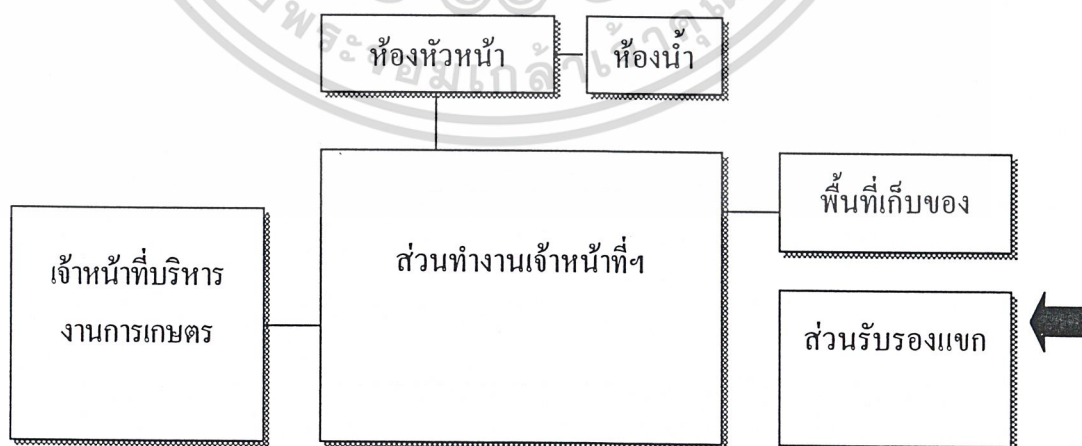 ห้องหัวหน้า
ห้องน้ำ
พื้นที่เก็บของ
ส่วนทำงานเจ้าหน้าที่ฯ
เจ้าหน้าที่บริหาร
งานการเกษตร
ส่วนรับรองแขก